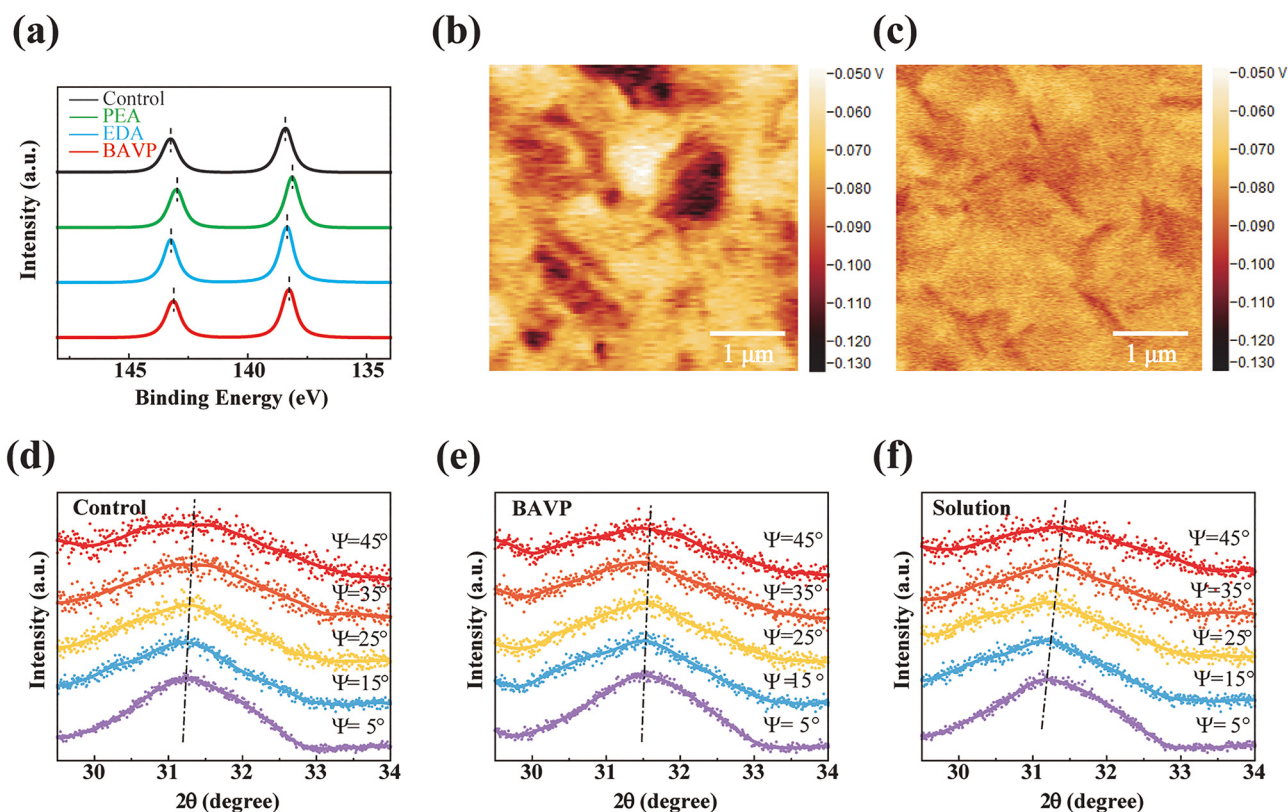 (a)
Control
PEA
EDA
BAVP
Intensity (a.u.)
145
140
135
Binding Energy (eV)
(b)
1 μm
-0.050 V
-0.060
-0.070
-0.080
-0.090
-0.100
-0.110
-0.120
-0.130
(c)
1 μm
-0.050 V
-0.060
-0.070
-0.080
-0.090
-0.100
-0.110
-0.120
-0.130
(d)
Control
Ψ=45°
Ψ=35°
Ψ=25°
Ψ=15°
Ψ= 5°
Intensity (a.u.)
30
31
32
33
34
2θ (degree)
(e)
BAVP
Ψ=45°
Ψ=35°
Ψ=25°
Ψ=15°
Ψ= 5°
Intensity (a.u.)
30
31
32
33
34
2θ (degree)
(f)
Solution
Ψ=45°
Ψ=35°
Ψ=25°
Ψ=15°
Ψ= 5°
Intensity (a.u.)
30
31
32
33
34
2θ (degree)